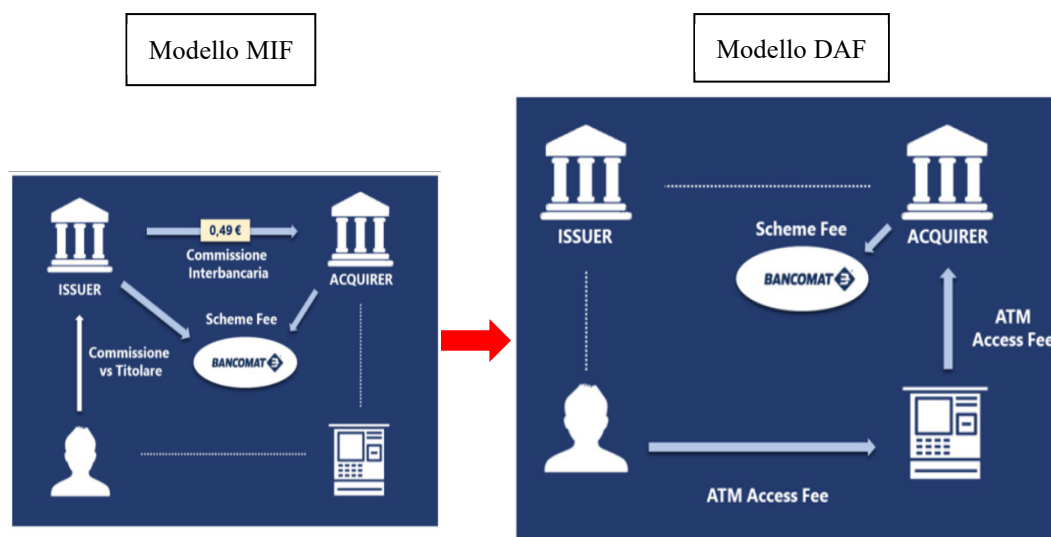 Modello MIF
0,49 €
Commissione
Interbancaria
ISSUER
ACQUIRER
Scheme Fee
BANCOMAT
Commissione
vs Titolare
Modello DAF
ISSUER
ACQUIRER
Scheme Fee
BANCOMAT
ATM
Access Fee
ATM Access Fee